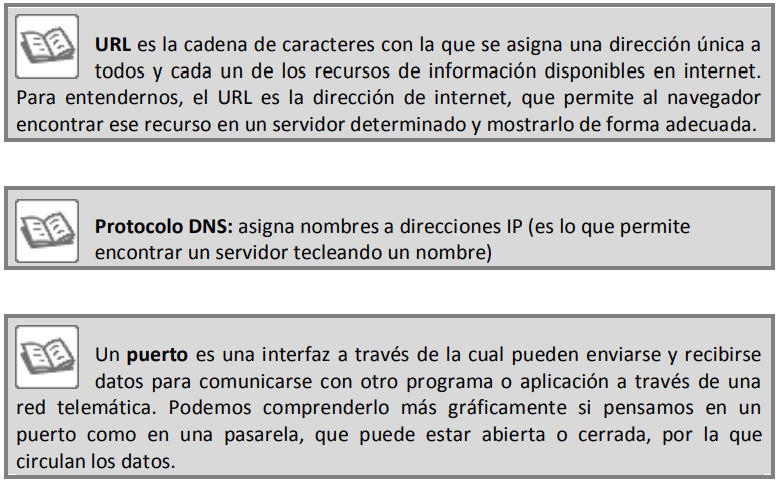 URL es la cadena de caracteres con la que se asigna una dirección única a
todos y cada un de los recursos de información disponibles en internet.
Para entendernos, el URL es la dirección de internet, que permite al navegador
encontrar ese recurso en un servidor determinado y mostrarlo de forma adecuada.
Protocolo DNS: asigna nombres a direcciones IP (es lo que permite
encontrar un servidor tecleando un nombre)
Un puerto es una interfaz a través de la cual pueden enviarse y recibirse
datos para comunicarse con otro programa o aplicación a través de una
red telemática. Podemos comprenderlo más gráficamente si pensamos en un
puerto como en una pasarela, que puede estar abierta o cerrada, por la que
circulan los datos.